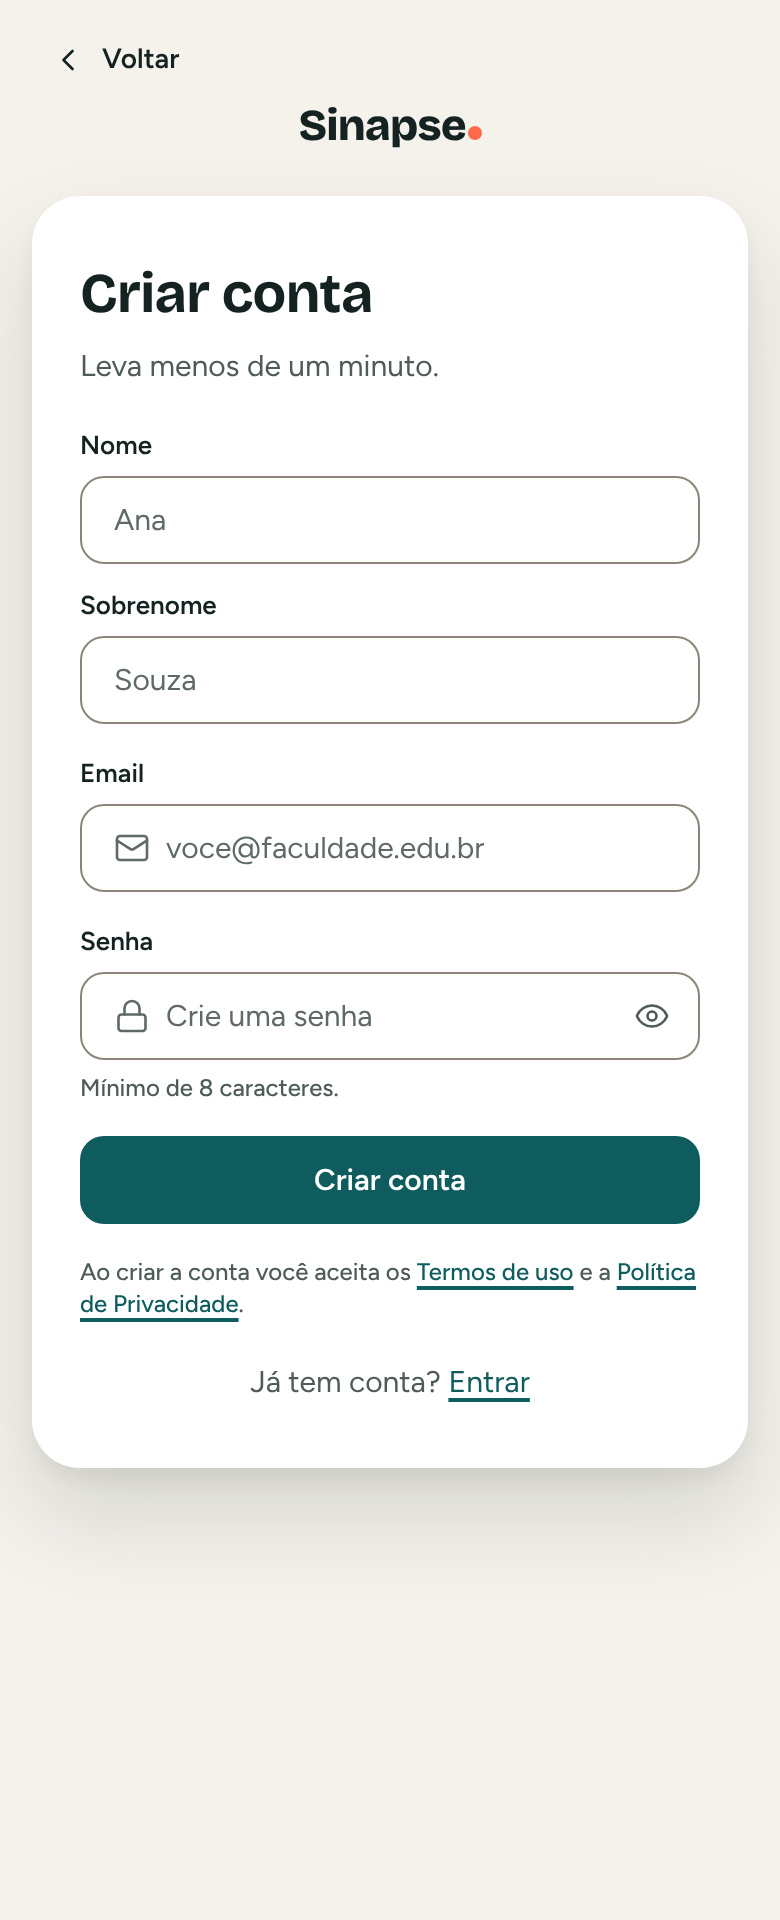 Voltar
Sinapse.
Criar conta
Leva menos de um minuto.
Nome
Ana
Sobrenome
Souza
Email
voce@faculdade.edu.br
Senha
Crie uma senha
Mínimo de 8 caracteres.
Criar conta
Ao criar a conta você aceita os Termos de uso e a Política
de Privacidade.
Já tem conta? Entrar